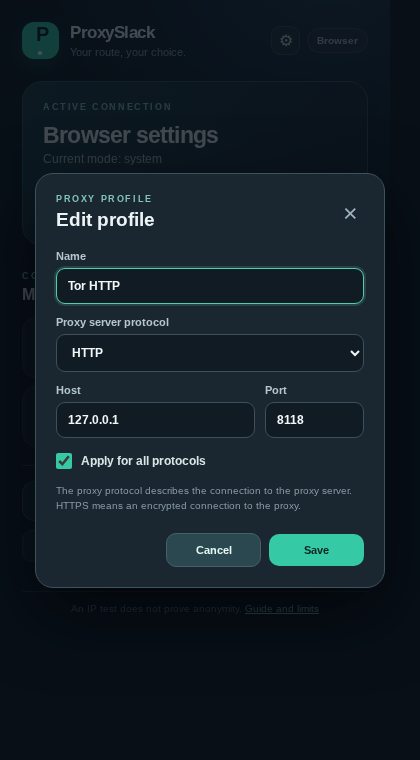 P
ProxySlack
Your route, your choice.
Browser
ACTIVE CONNECTION
Browser settings
Current mode: system
PROXY PROFILE
Edit profile
Name
Tor HTTP
Proxy server protocol
HTTP
Host
Port
127.0.0.1
8118
Apply for all protocols
The proxy protocol describes the connection to the proxy server.
HTTPS means an encrypted connection to the proxy.
Cancel
Save
An IP test does not prove anonymity. Guide and limits